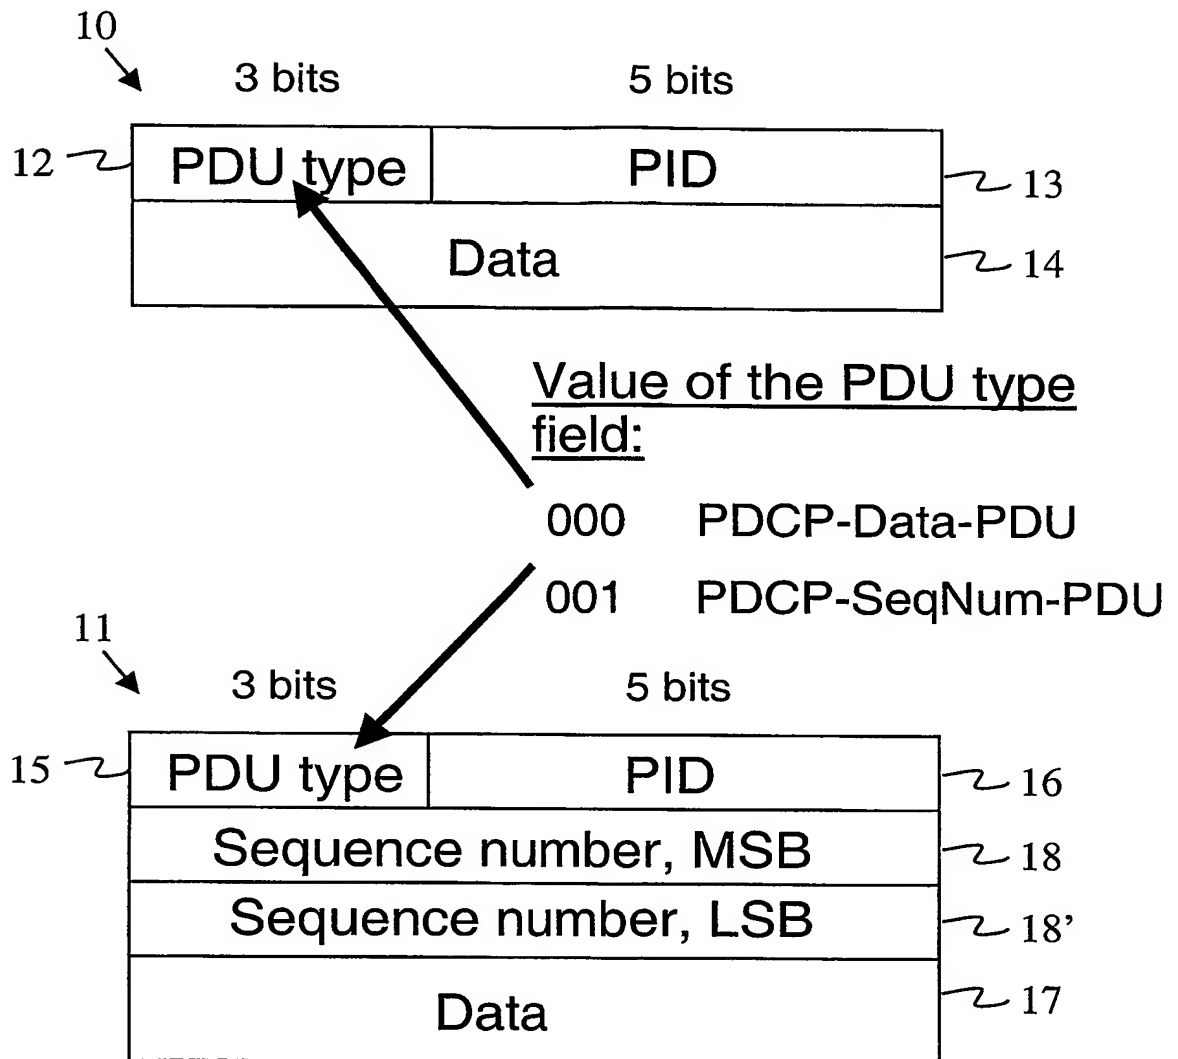 10
3 bits 5 bits
12 PDU type PID 13
Data 14
Value of the PDU type
field:
000 PDCP-Data-PDU
001 PDCP-SeqNum-PDU
11
3 bits 5 bits
15 PDU type PID 16
Sequence number, MSB 18
Sequence number, LSB 18'
Data 17